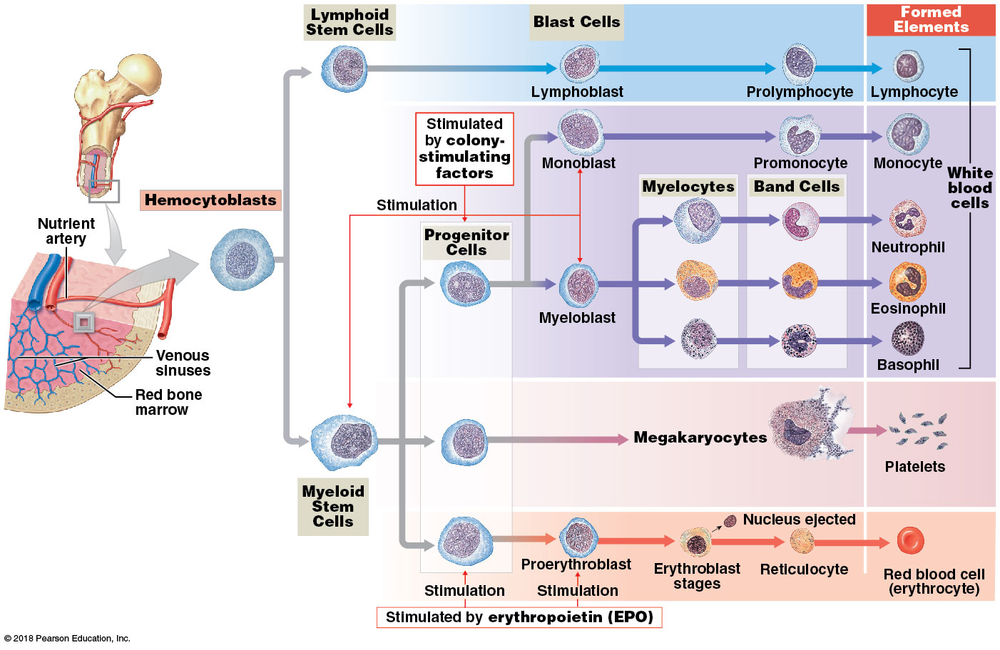 Lymphoid
Stem Cells
Blast Cells
Formed
Elements
Lymphoblast
Prolymphocyte
Lymphocyte
Stimulated
by colony-
stimulating
factors
Monoblast
Promonocyte
Monocyte
White
blood
cells
Hemocytoblasts
Stimulation
Myelocytes
Band Cells
Nutrient
artery
Progenitor
Cells
Neutrophil
Myeloblast
Eosinophil
Venous
sinuses
Basophil
Red bone
marrow
Megakaryocytes
Platelets
Myeloid
Stem
Cells
Nucleus ejected
Proerythroblast
Erythroblast
stages
Reticulocyte
Red blood cell
(erythrocyte)
Stimulation
Stimulation
Stimulated by erythropoietin (EPO)
© 2018 Pearson Education, Inc.